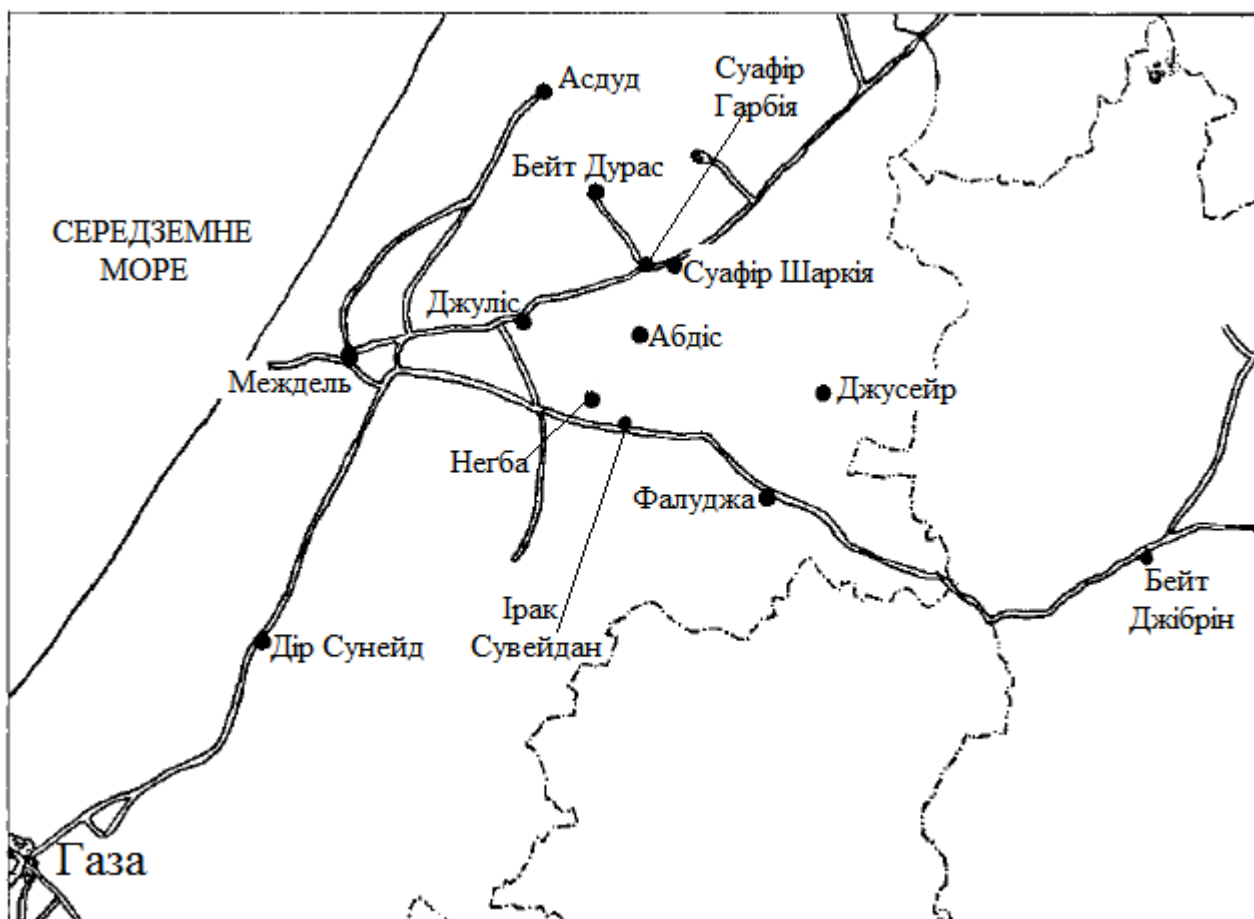 Асдуд
Суафір
Гарбія
Бейт Дурас
СЕРЕДЗЕМНЕ
МОРЕ
Суафір Шаркія
Джуліс
Абдіс
Междель
Джусейр
Негба
Фалуджа
Бейт
Джібрін
Ірак
Сувейдан
Дір Сунейд
Газа